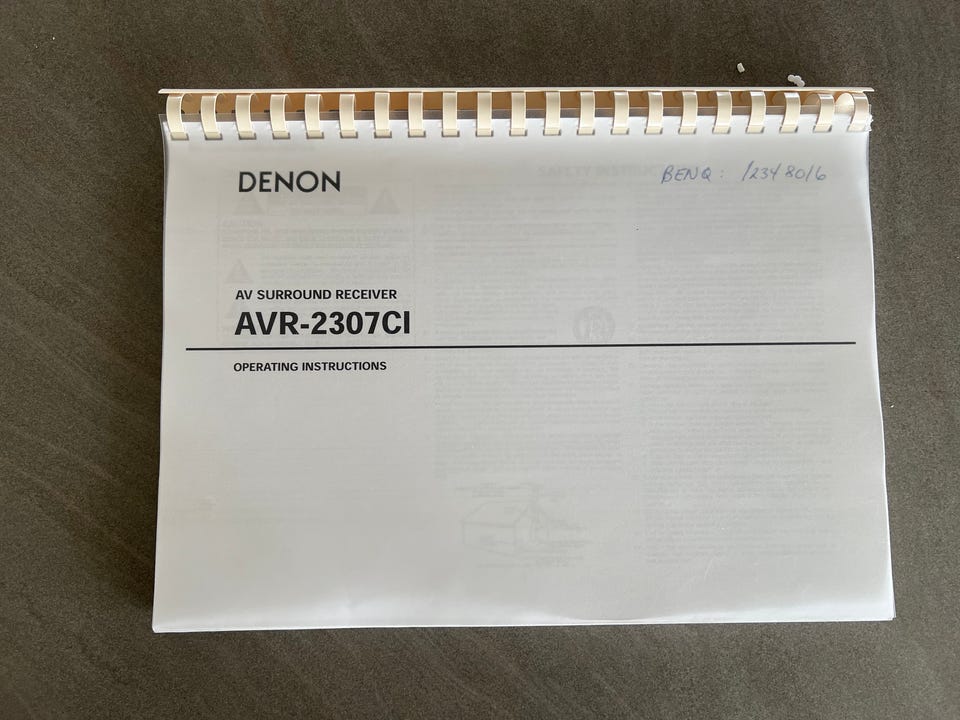 DENON
BENQ: 12348016
AV SURROUND RECEIVER
AVR-2307CI
OPERATING INSTRUCTIONS